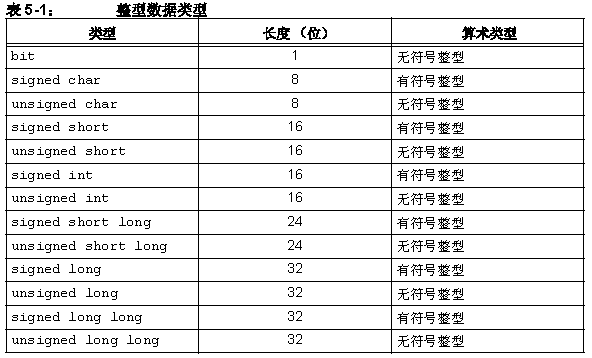 表 5-1： 整型数据类型
类型 长度（位） 算术类型
bit 1 无符号整型
signed char 8 有符号整型
unsigned char 8 无符号整型
signed short 16 有符号整型
unsigned short 16 无符号整型
signed int 16 有符号整型
unsigned int 16 无符号整型
signed short long 24 有符号整型
unsigned short long 24 无符号整型
signed long 32 有符号整型
unsigned long 32 无符号整型
signed long long 32 有符号整型
unsigned long long 32 无符号整型